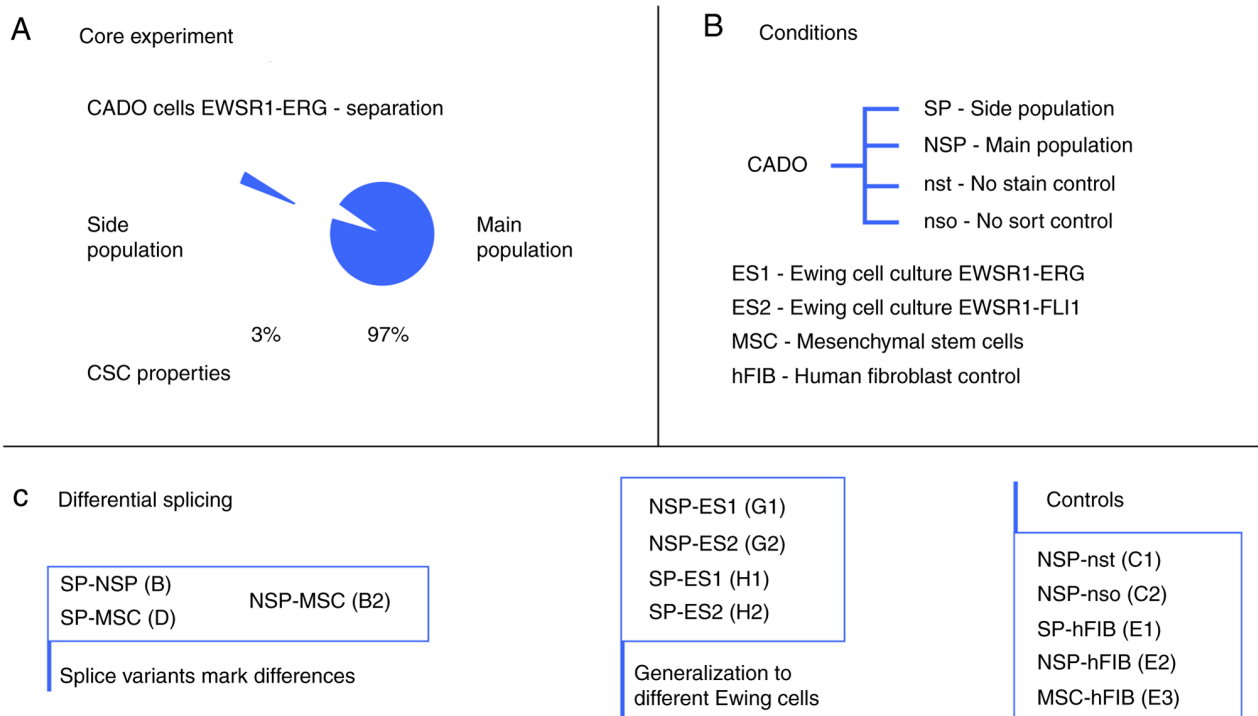 A
Core experiment
CADO cells EWSR1-ERG - separation
Side
population
Main
population
3%
97%
CSC properties
B
Conditions
CADO
SP - Side population
NSP - Main population
nst - No stain control
nso - No sort control
ES1 - Ewing cell culture EWSR1-ERG
ES2 - Ewing cell culture EWSR1-FLI1
MSC - Mesenchymal stem cells
hFIB - Human fibroblast control
c
Differential splicing
SP-NSP (B)
SP-MSC (D)
NSP-MSC (B2)
Splice variants mark differences
NSP-ES1 (G1)
NSP-ES2 (G2)
SP-ES1 (H1)
SP-ES2 (H2)
Generalization to
different Ewing cells
Controls
NSP-nst (C1)
NSP-nso (C2)
SP-hFIB (E1)
NSP-hFIB (E2)
MSC-hFIB (E3)